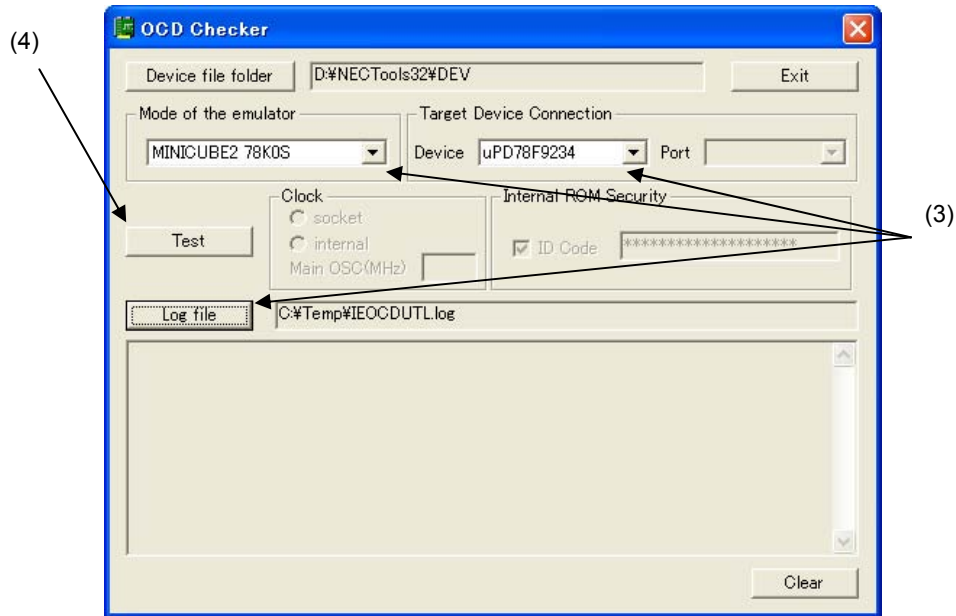 OCD Checker
(4)
Device file folder
D:¥NECTools32¥DEV
Exit
Mode of the emulator
Target Device Connection
MINICUBE2 78K0S
Device
uPD78F9234
Port
(3)
Clock
Internal ROM Security
socket
Test
internal
ID Code
********************
Main OSC(MHz)
Log file
C:¥Temp¥IEOCDUTL.log
Clear